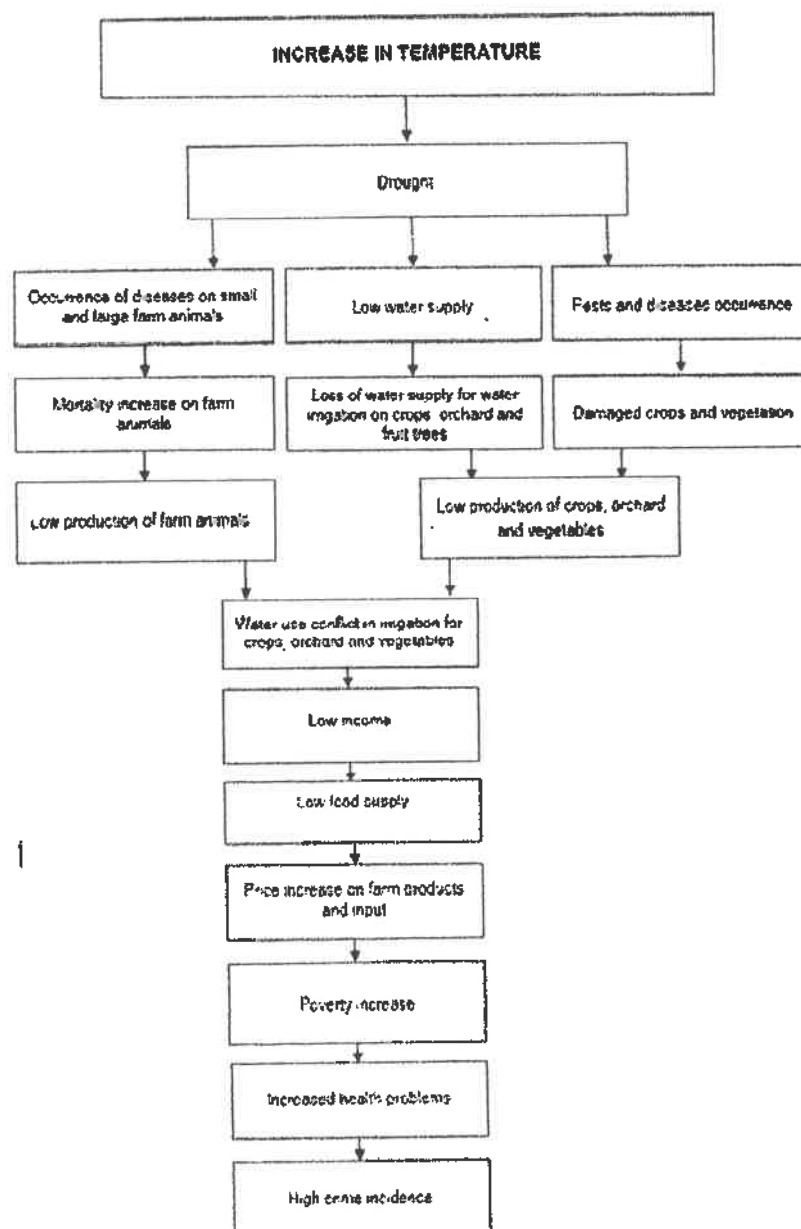 INCREASE IN TEMPERATURE
Drought
Occurrence of diseases on small
and large farm animals
Low water supply
Pests and diseases occurrence
Mortality increase on farm
animals
Loss of water supply for water
irrigation on crops, orchard and
fruit trees
Damaged crops and vegetation
Low production of farm animals
Low production of crops, orchard
and vegetables
Water use conflict in irrigation for
crops, orchard and vegetables
Low income
Low food supply
Price increase on farm products
and input
Poverty increase
Increased health problems
High crime incidence